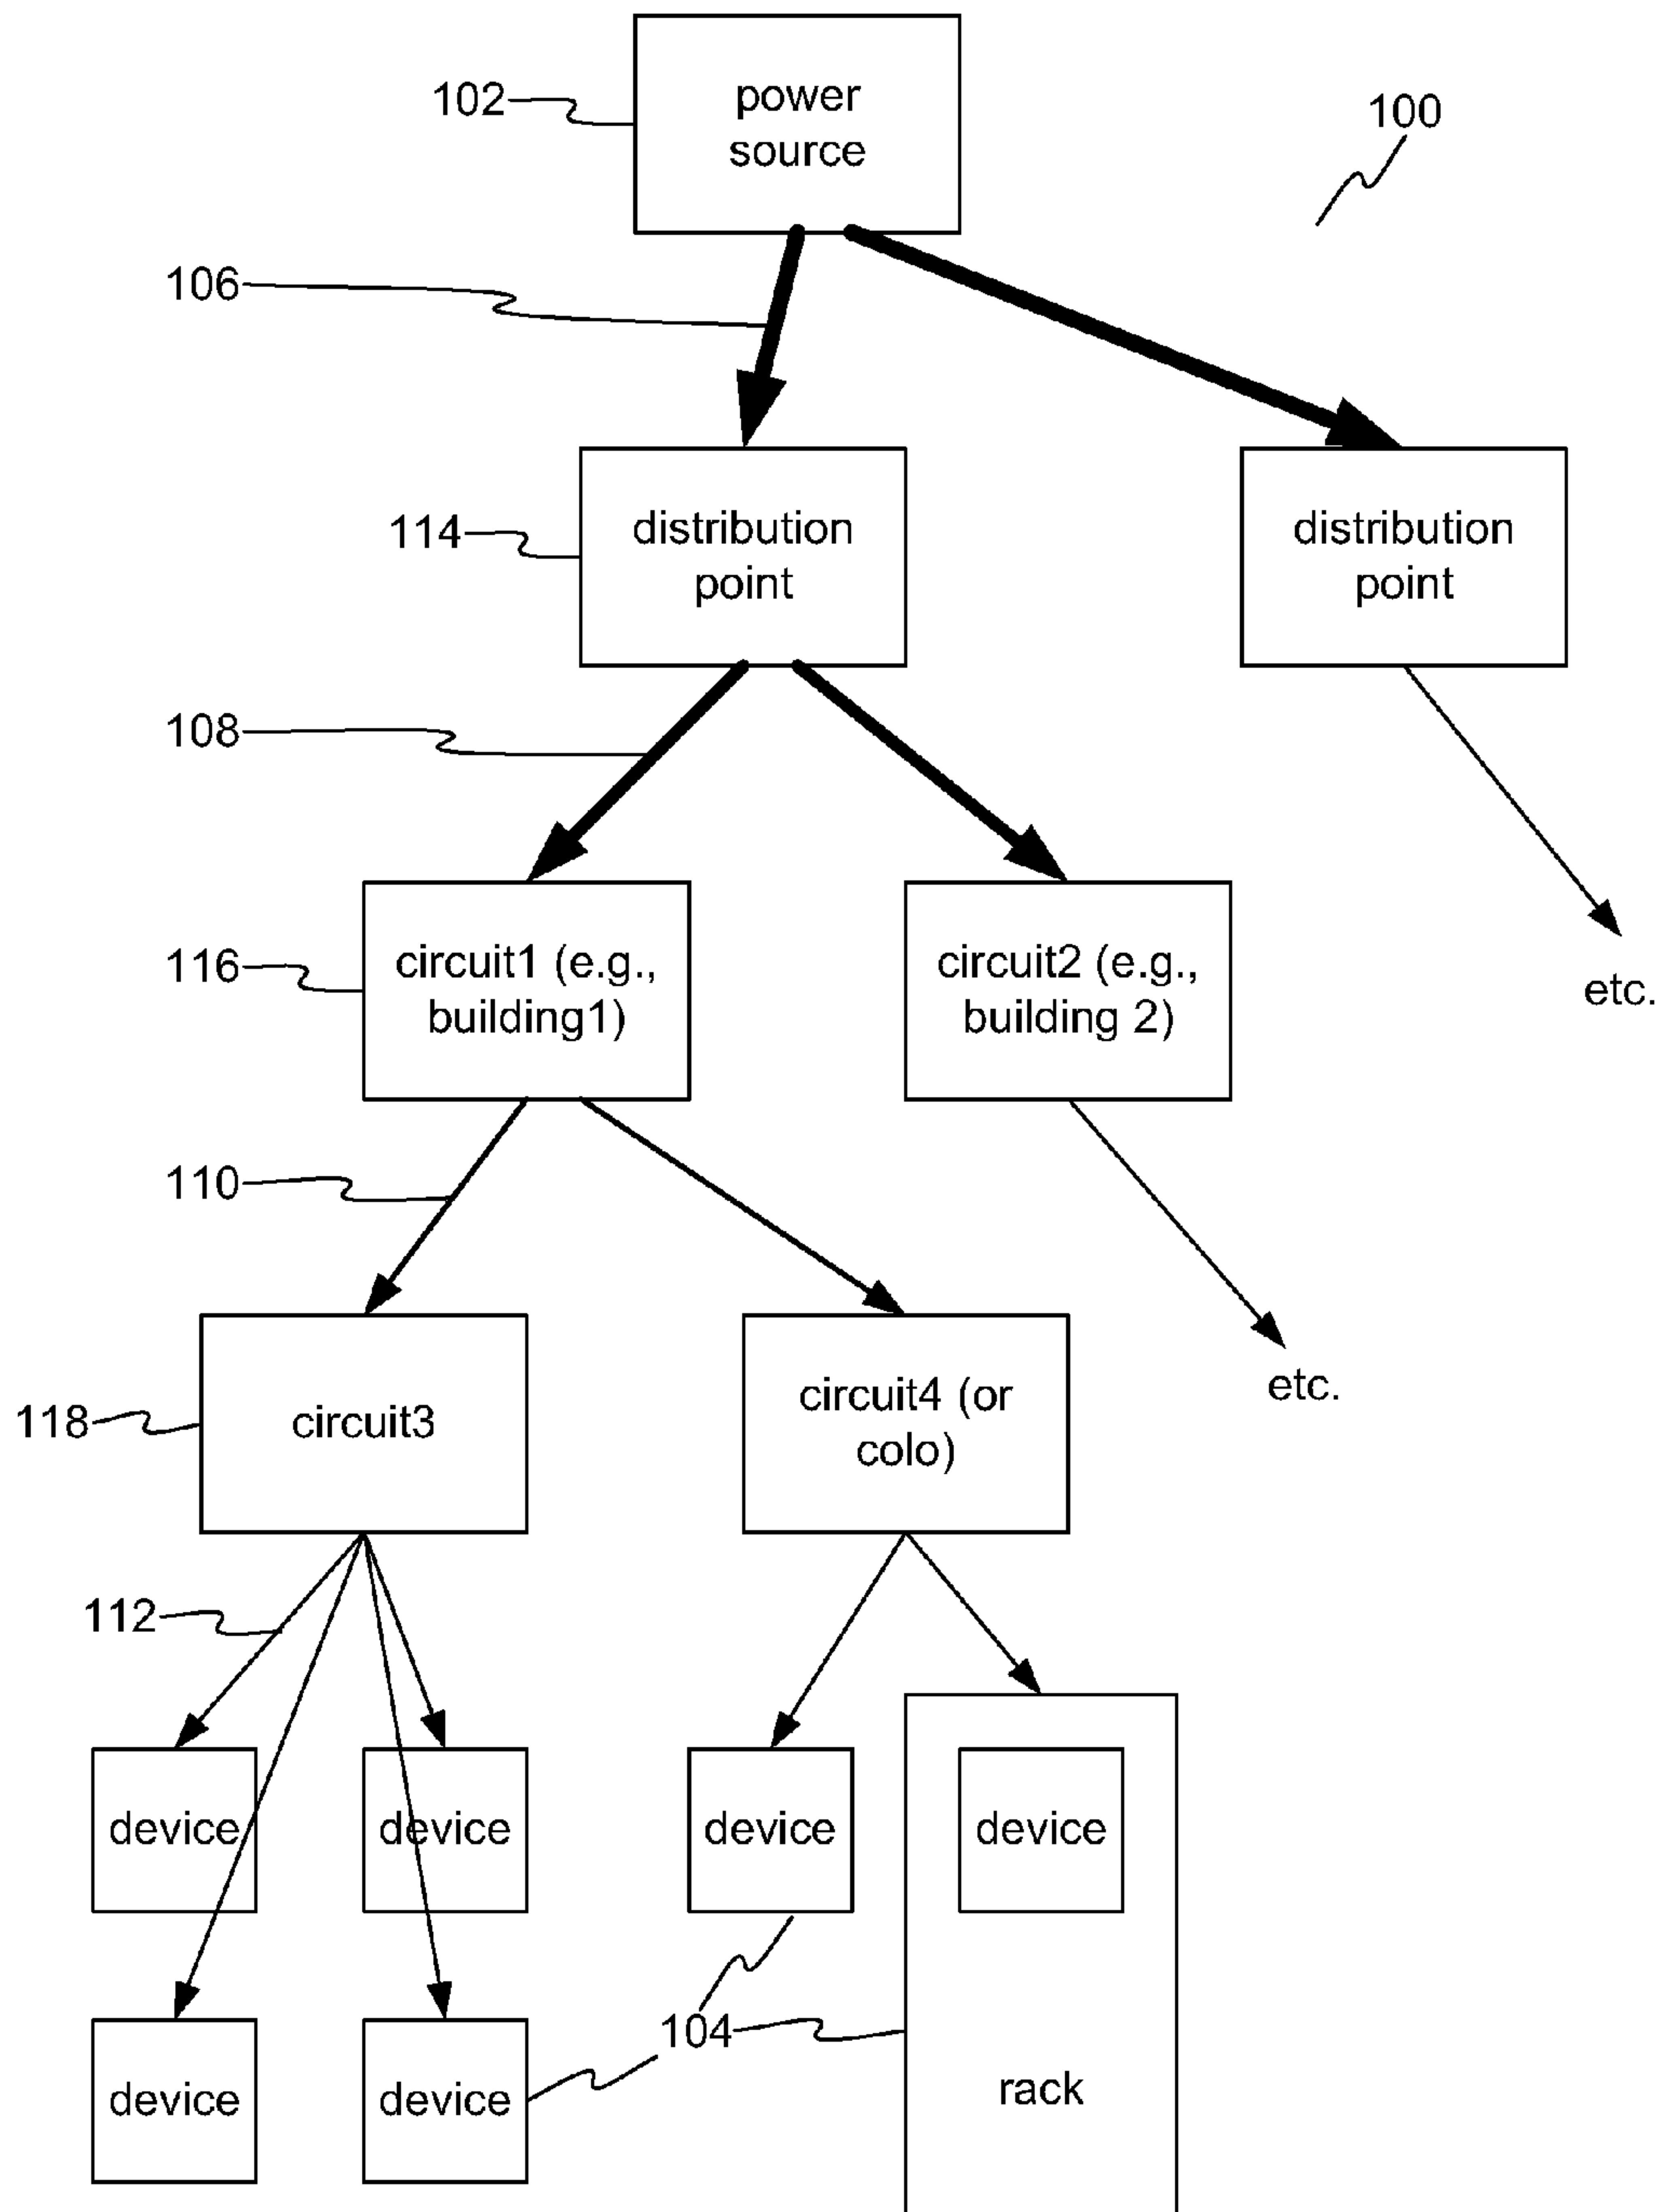 power
source
102
100
106
distribution
point
distribution
point
114
108
circuit1 (e.g.,
building1)
circuit2 (e.g.,
building 2)
116
etc.
110
circuit3
circuit4 (or
colo)
etc.
118
112
device
device
device
device
104
device
device
rack